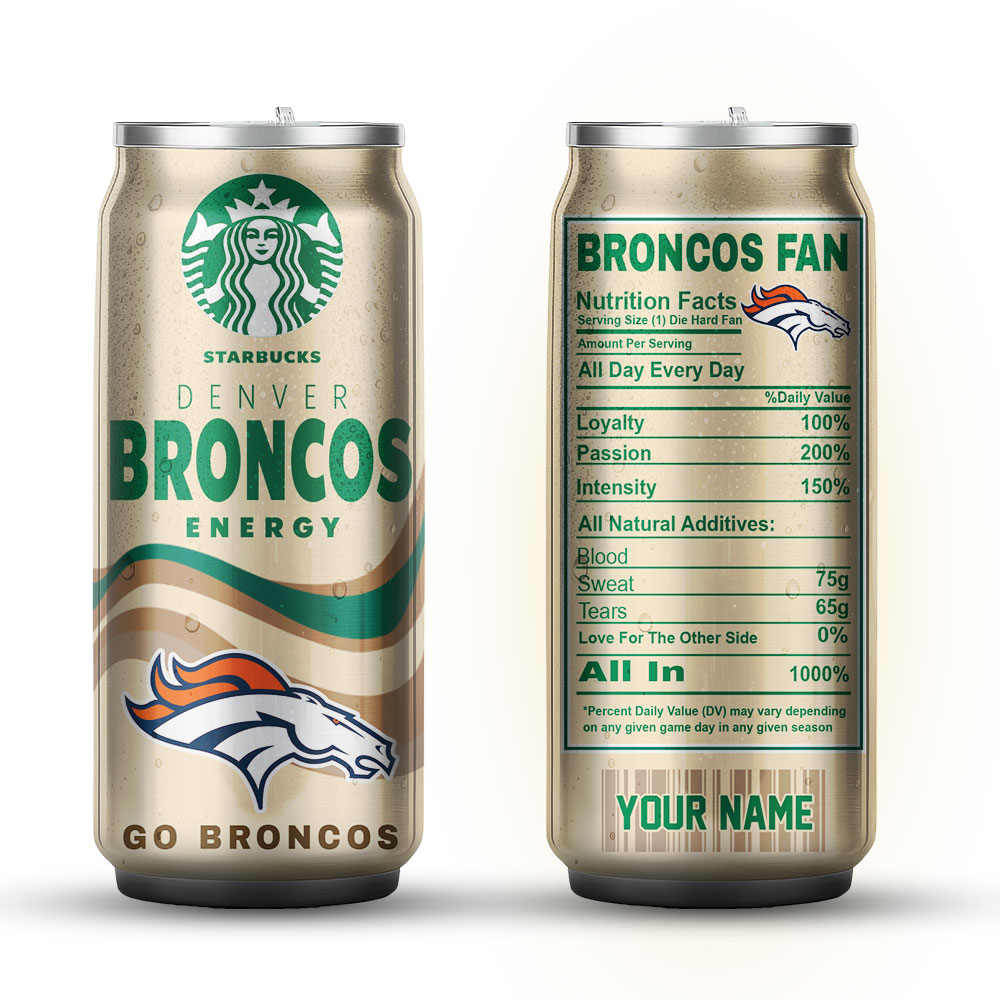 STARBUCKS
DENVER
BRONCOS
ENERGY
GO BRONCOS
BRONCOS FAN
Nutrition Facts
Serving Size (1) Die Hard Fan
Amount Per Serving
All Day Every Day
%Daily Value
Loyalty 100%
Passion 200%
Intensity 150%
All Natural Additives:
Blood
Sweat 75g
Tears 65g
Love For The Other Side 0%
All In 1000%
*Percent Daily Value (DV) may vary depending
on any given game day in any given season
YOUR NAME